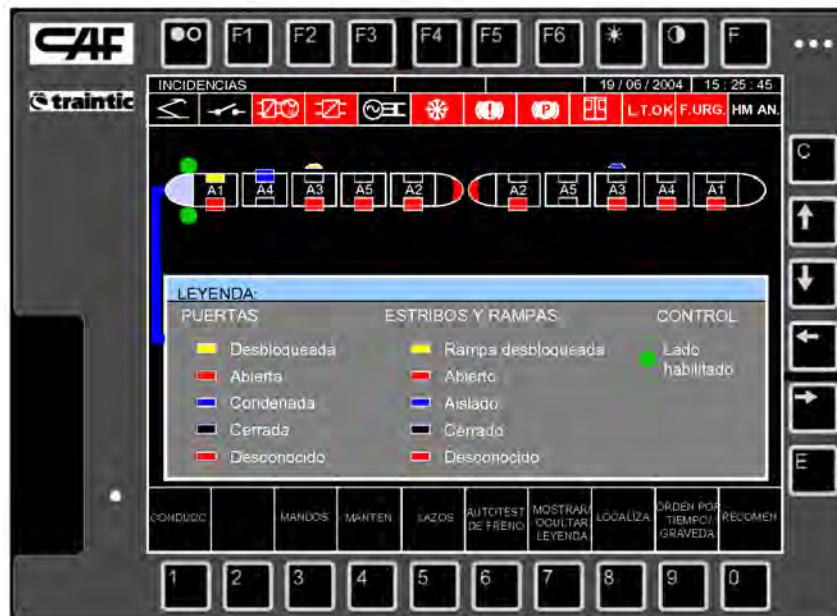 CAF
traintic
F1 F2 F3 F4 F5 F6 F
INCIDENCIAS 19 / 06 / 2004 15 : 25 : 45
L.T.OK F.URG. HM AN.
C
A1 A4 A3 A5 A2 A2 A5 A3 A4 A1
LEYENDA:
PUERTAS ESTRIBOS Y RAMPAS CONTROL
Desbloqueada Rampa desbloqueada Lado habilitado
Abierta Abierto
Condenada Aislado
Cerrada Cerrado
Desconocido Desconocido
E
CONDUCC MANDOS MANTEN LAZOS AUTOTEST DE FRENO MOSTRAR/ OCULTAR LEYENDA LOCALIZA ORDEN POR TIEMPO/ GRAVEDA RECOMEN
1 2 3 4 5 6 7 8 9 0